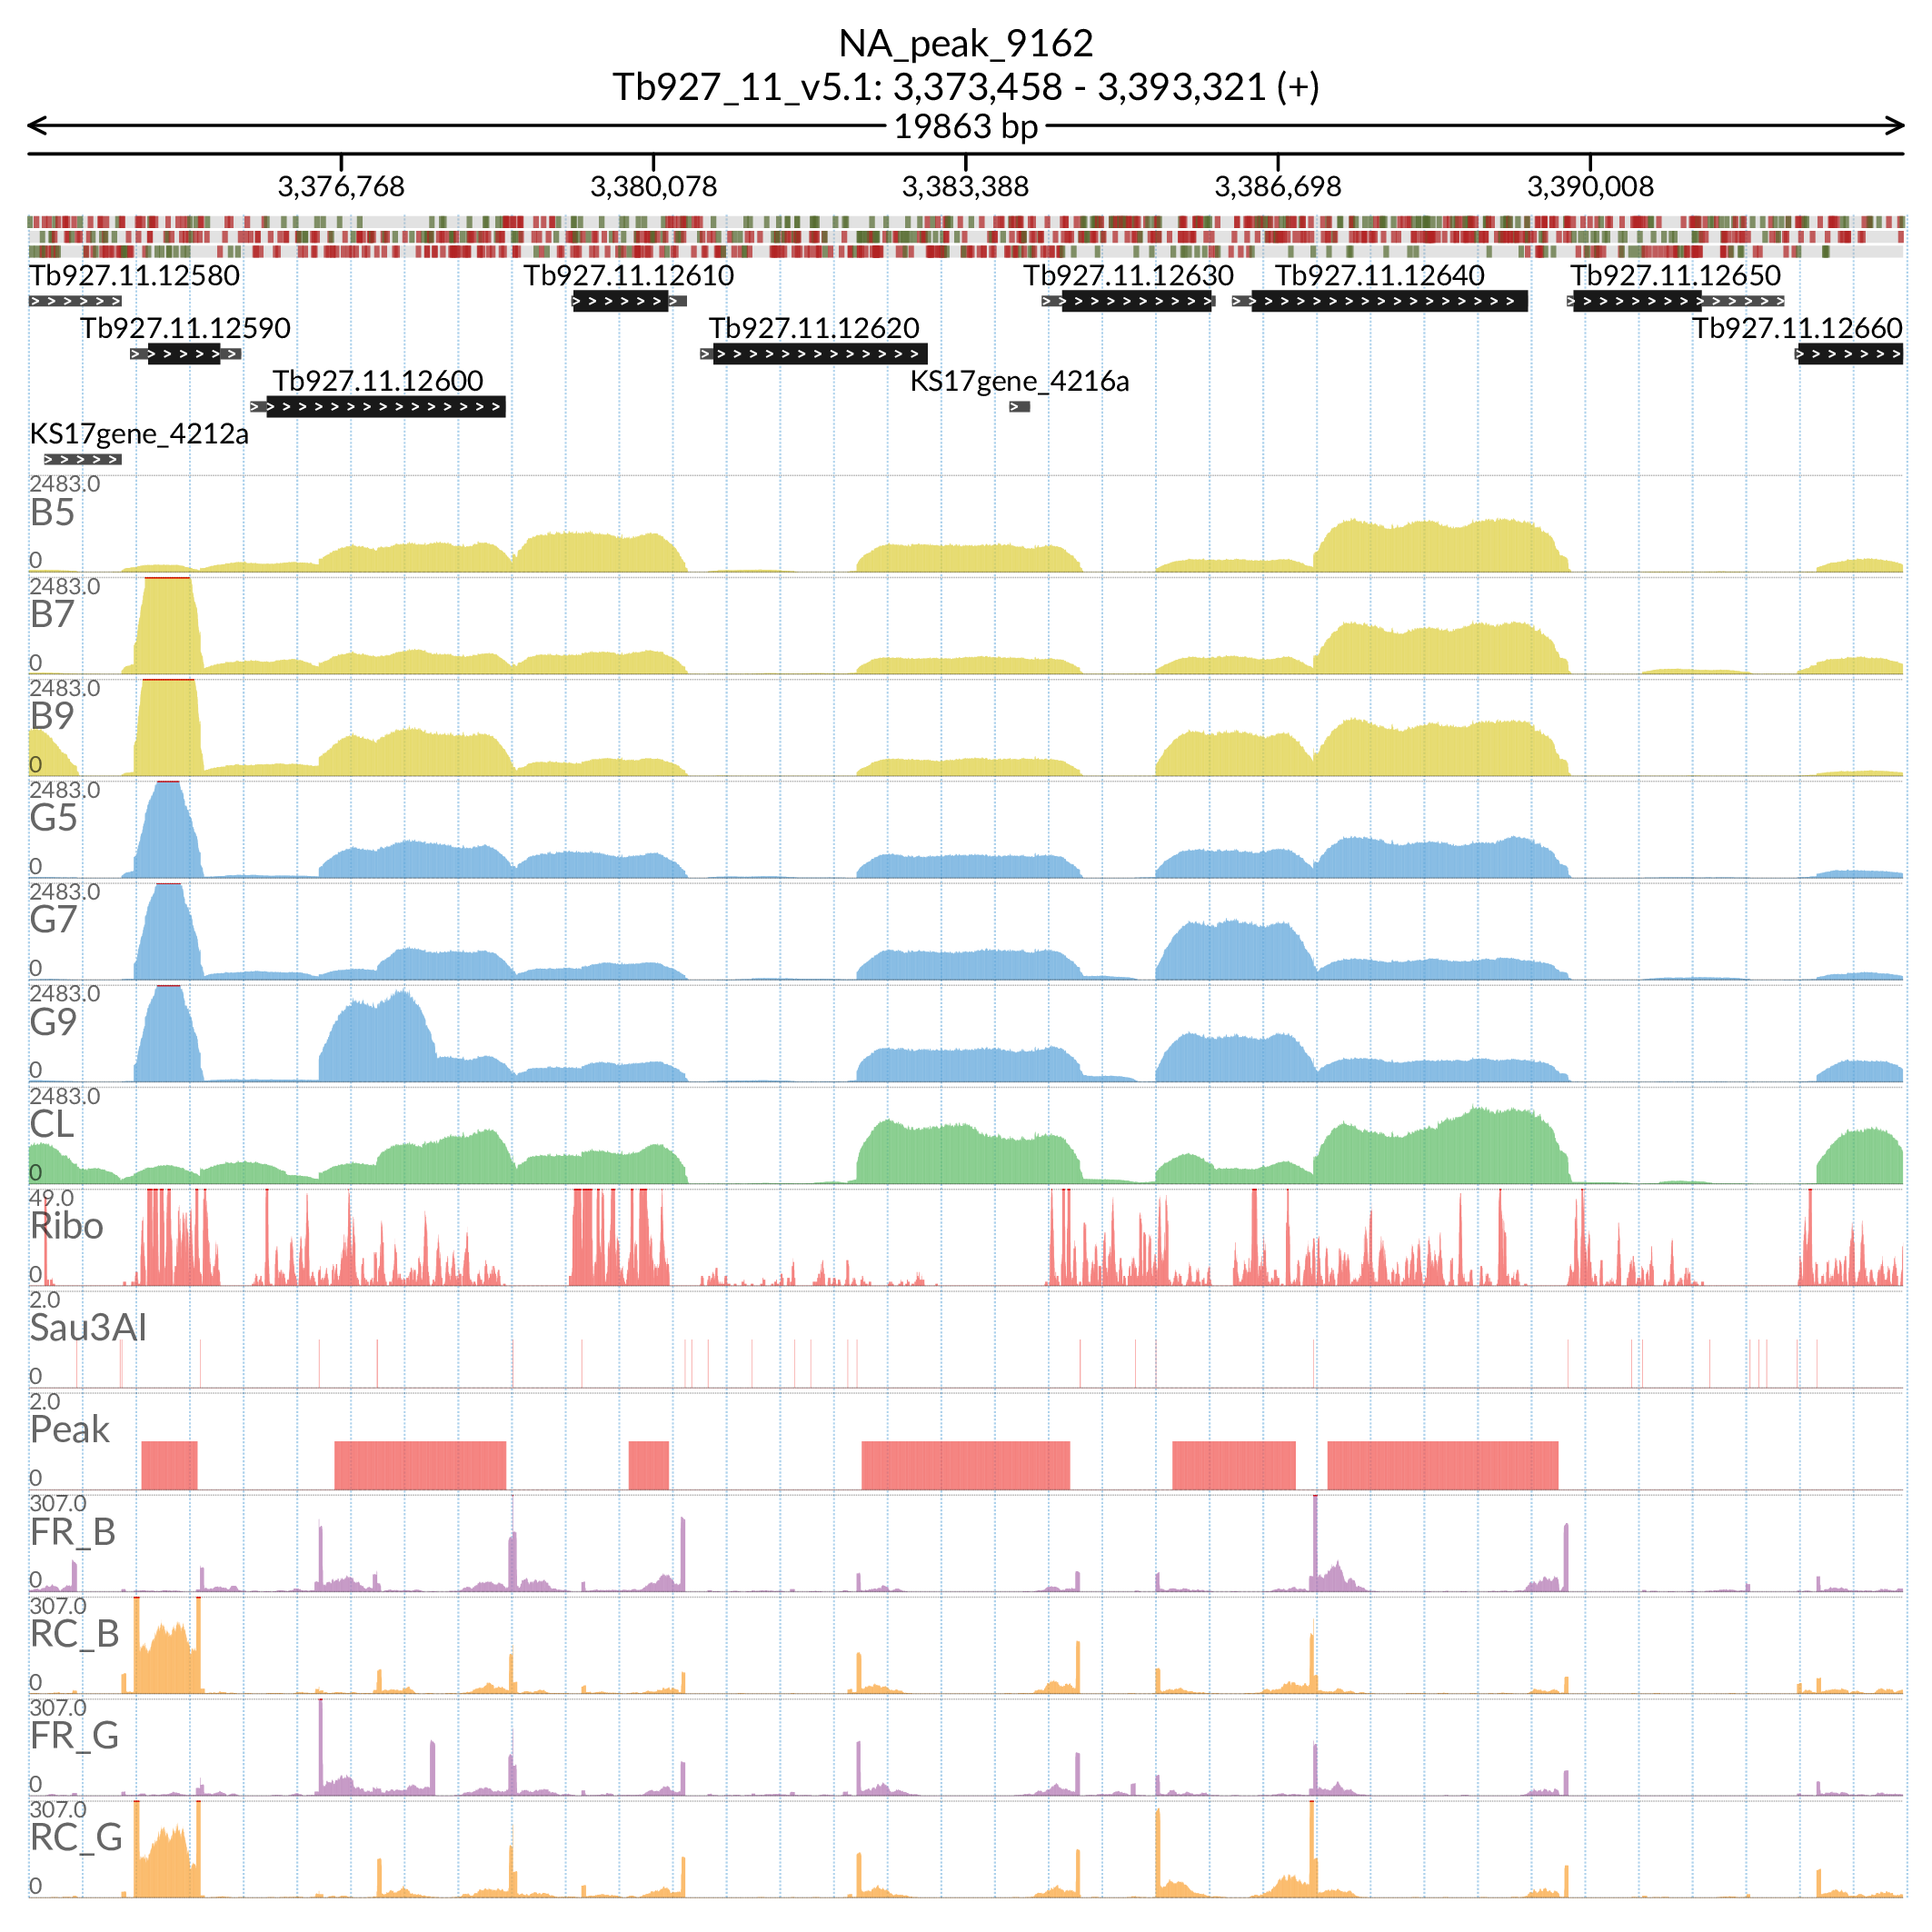 NA_peak_9162
Tb927_11_v5.1: 3,373,458 - 3,393,321 (+)
19863 bp
3,376,768 3,380,078 3,383,388 3,386,698 3,390,008
Tb927.11.12580 Tb927.11.12610 Tb927.11.12630 Tb927.11.12640 Tb927.11.12650
Tb927.11.12590 Tb927.11.12620 Tb927.11.12660
Tb927.11.12600 KS17gene_4216a
KS17gene_4212a
2483.0
B5
0
2483.0
B7
0
2483.0
B9
0
2483.0
G5
0
2483.0
G7
0
2483.0
G9
0
2483.0
CL
0
49.0
Ribo
0
2.0
Sau3AI
0
2.0
Peak
0
307.0
FR_B
0
307.0
RC_B
0
307.0
FR_G
0
307.0
RC_G
0